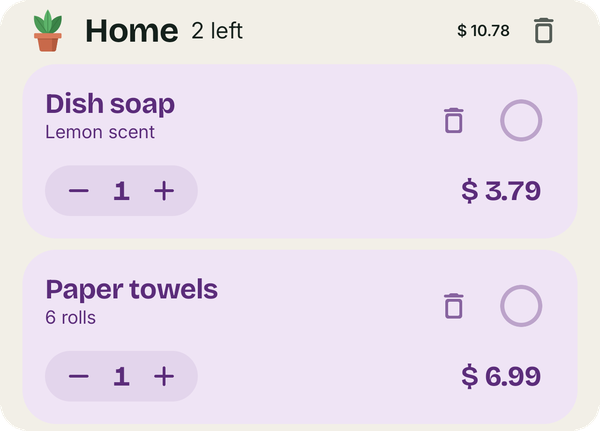 Home 2 left $ 10.78
Dish soap
Lemon scent
− 1 + $ 3.79
Paper towels
6 rolls
− 1 + $ 6.99